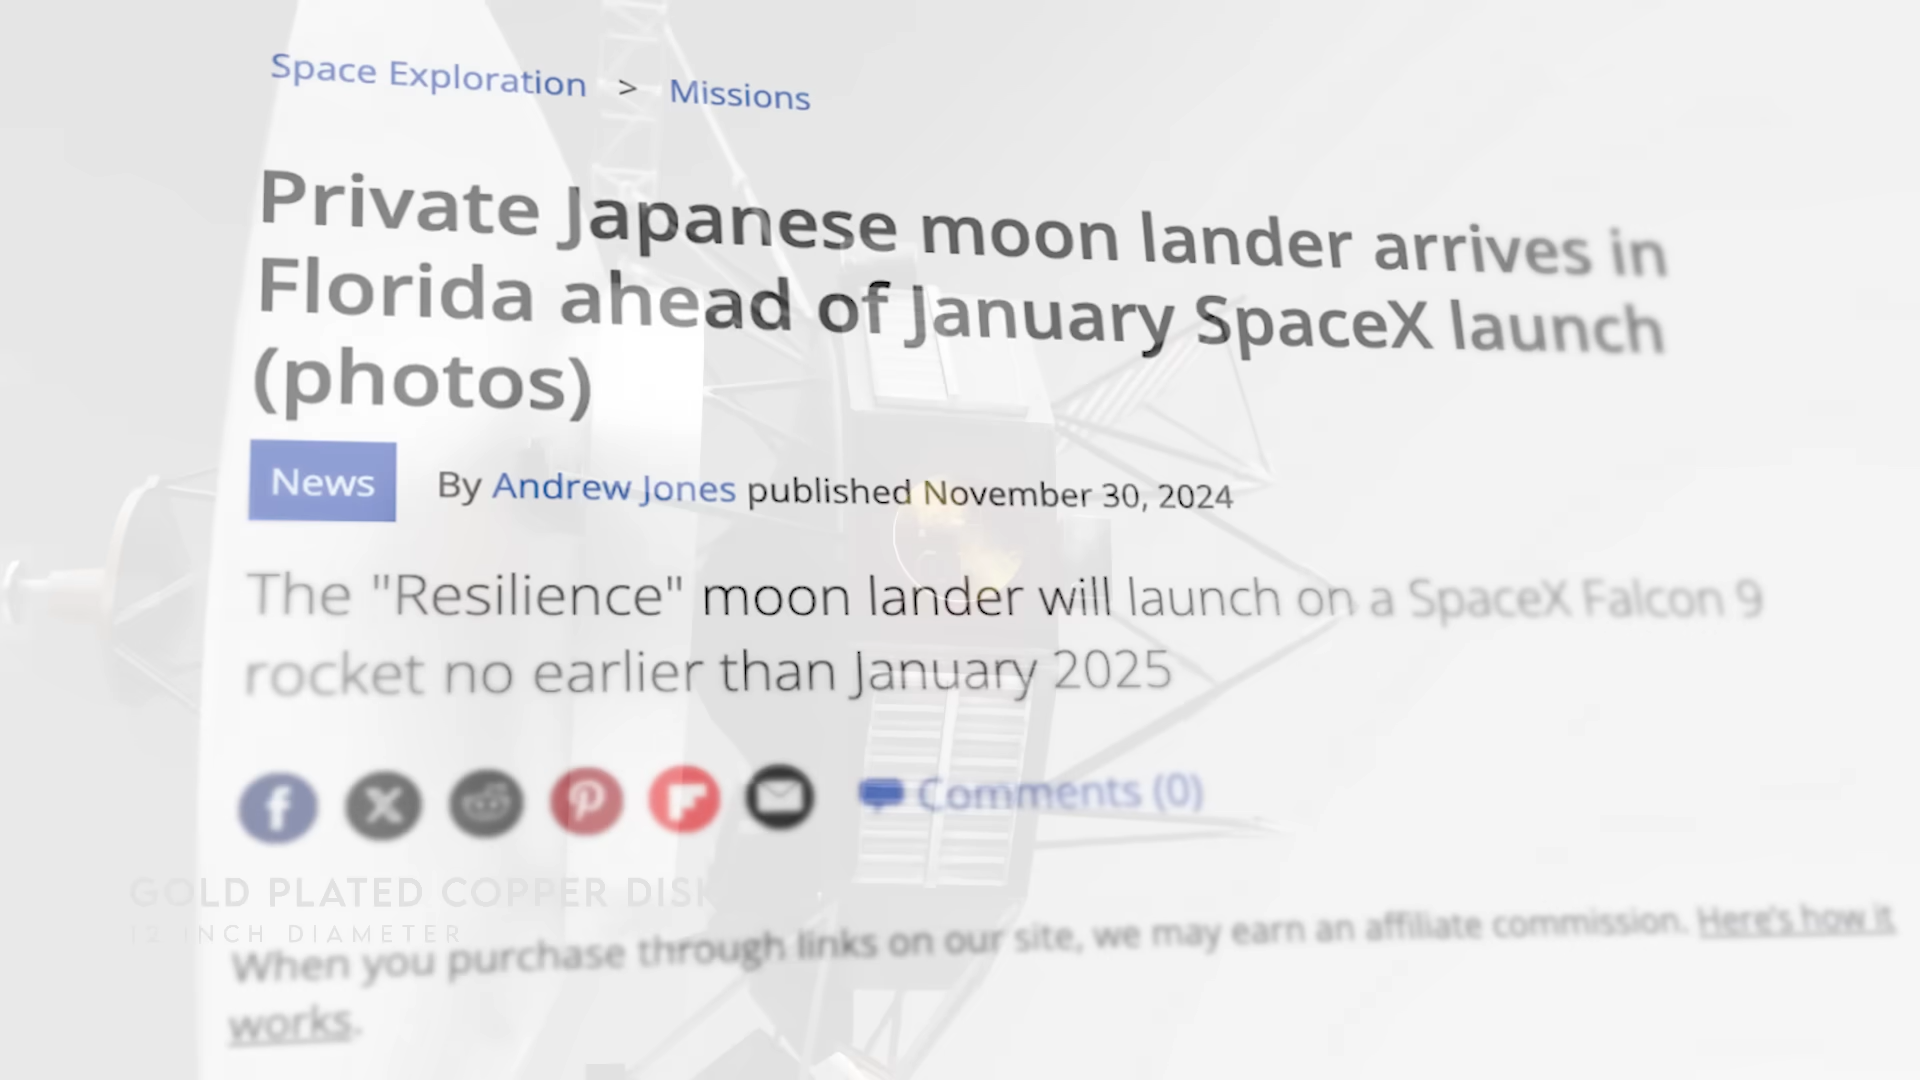 Space Exploration > Missions
Private Japanese moon lander arrives in
Florida ahead of January SpaceX launch
(photos)
News By Andrew Jones published November 30, 2024
The "Resilience" moon lander will launch on a SpaceX Falcon 9
rocket no earlier than January 2025
Comments (0)
GOLD PLATED COPPER DISK
12 INCH DIAMETER
When you purchase through links on our site, we may earn an affiliate commission. Here's how it
works.